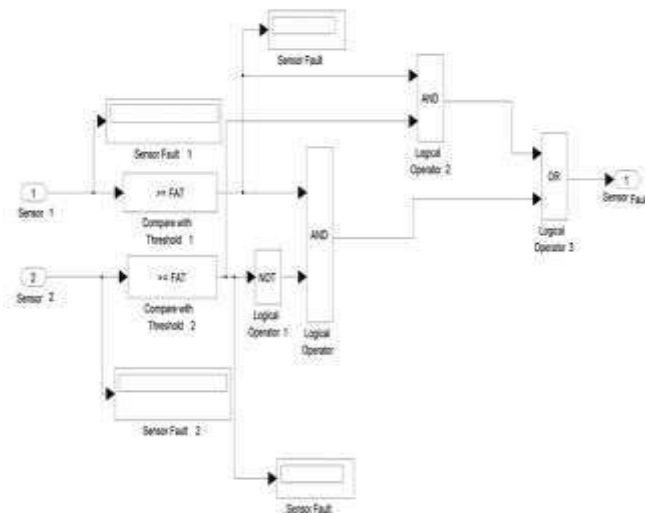 Sensor Fault
AND
Sensor Fault 1
Logical
Operator 2
OR
1
Sensor Fault
1
Sensor 1
>= FAT
Compare with
Threshold 1
AND
Logical
Operator 3
2
Sensor 2
>= FAT
NOT
Compare with
Threshold 2
Logical
Operator 1
Logical
Operator
Sensor Fault 2
Sensor Fault